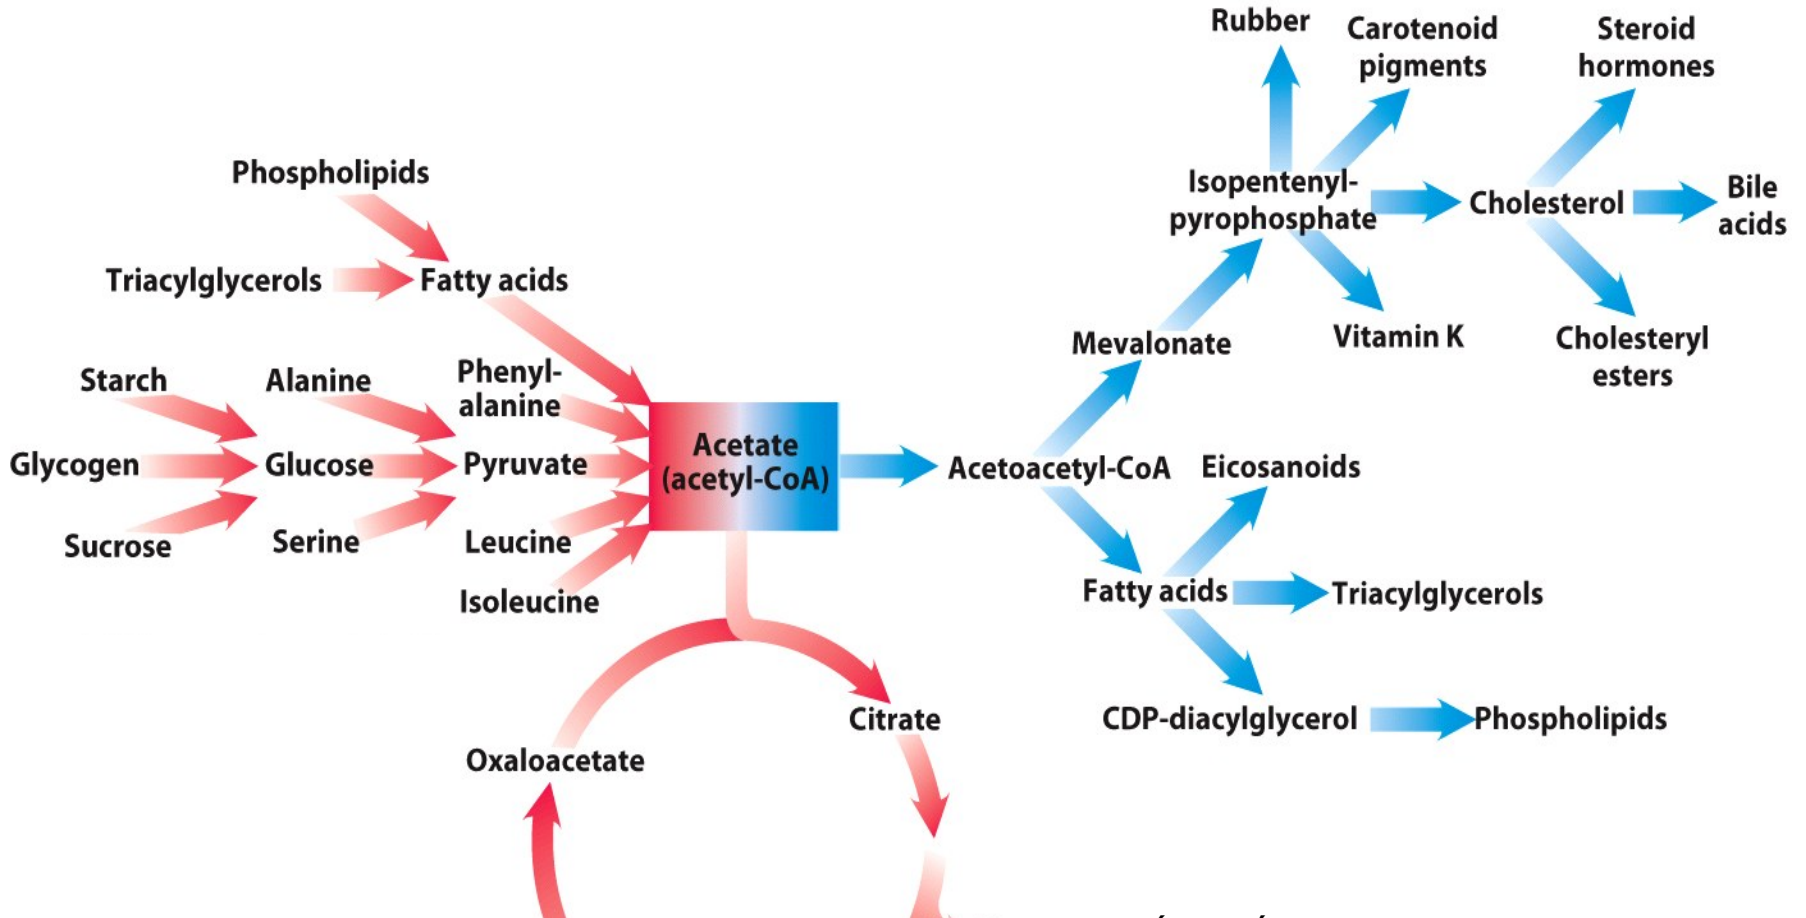 Rubber
Carotenoid
pigments
Steroid
hormones
Phospholipids
Isopentenyl-
pyrophosphate
Cholesterol
Bile
acids
Triacylglycerols
Fatty acids
Mevalonate
Vitamin K
Cholesteryl
esters
Starch
Alanine
Phenyl-
alanine
Glycogen
Glucose
Pyruvate
Acetate
(acetyl-CoA)
Acetoacetyl-CoA
Eicosanoids
Sucrose
Serine
Leucine
Isoleucine
Fatty acids
Triacylglycerols
Citrate
CDP-diacylglycerol
Phospholipids
Oxaloacetate